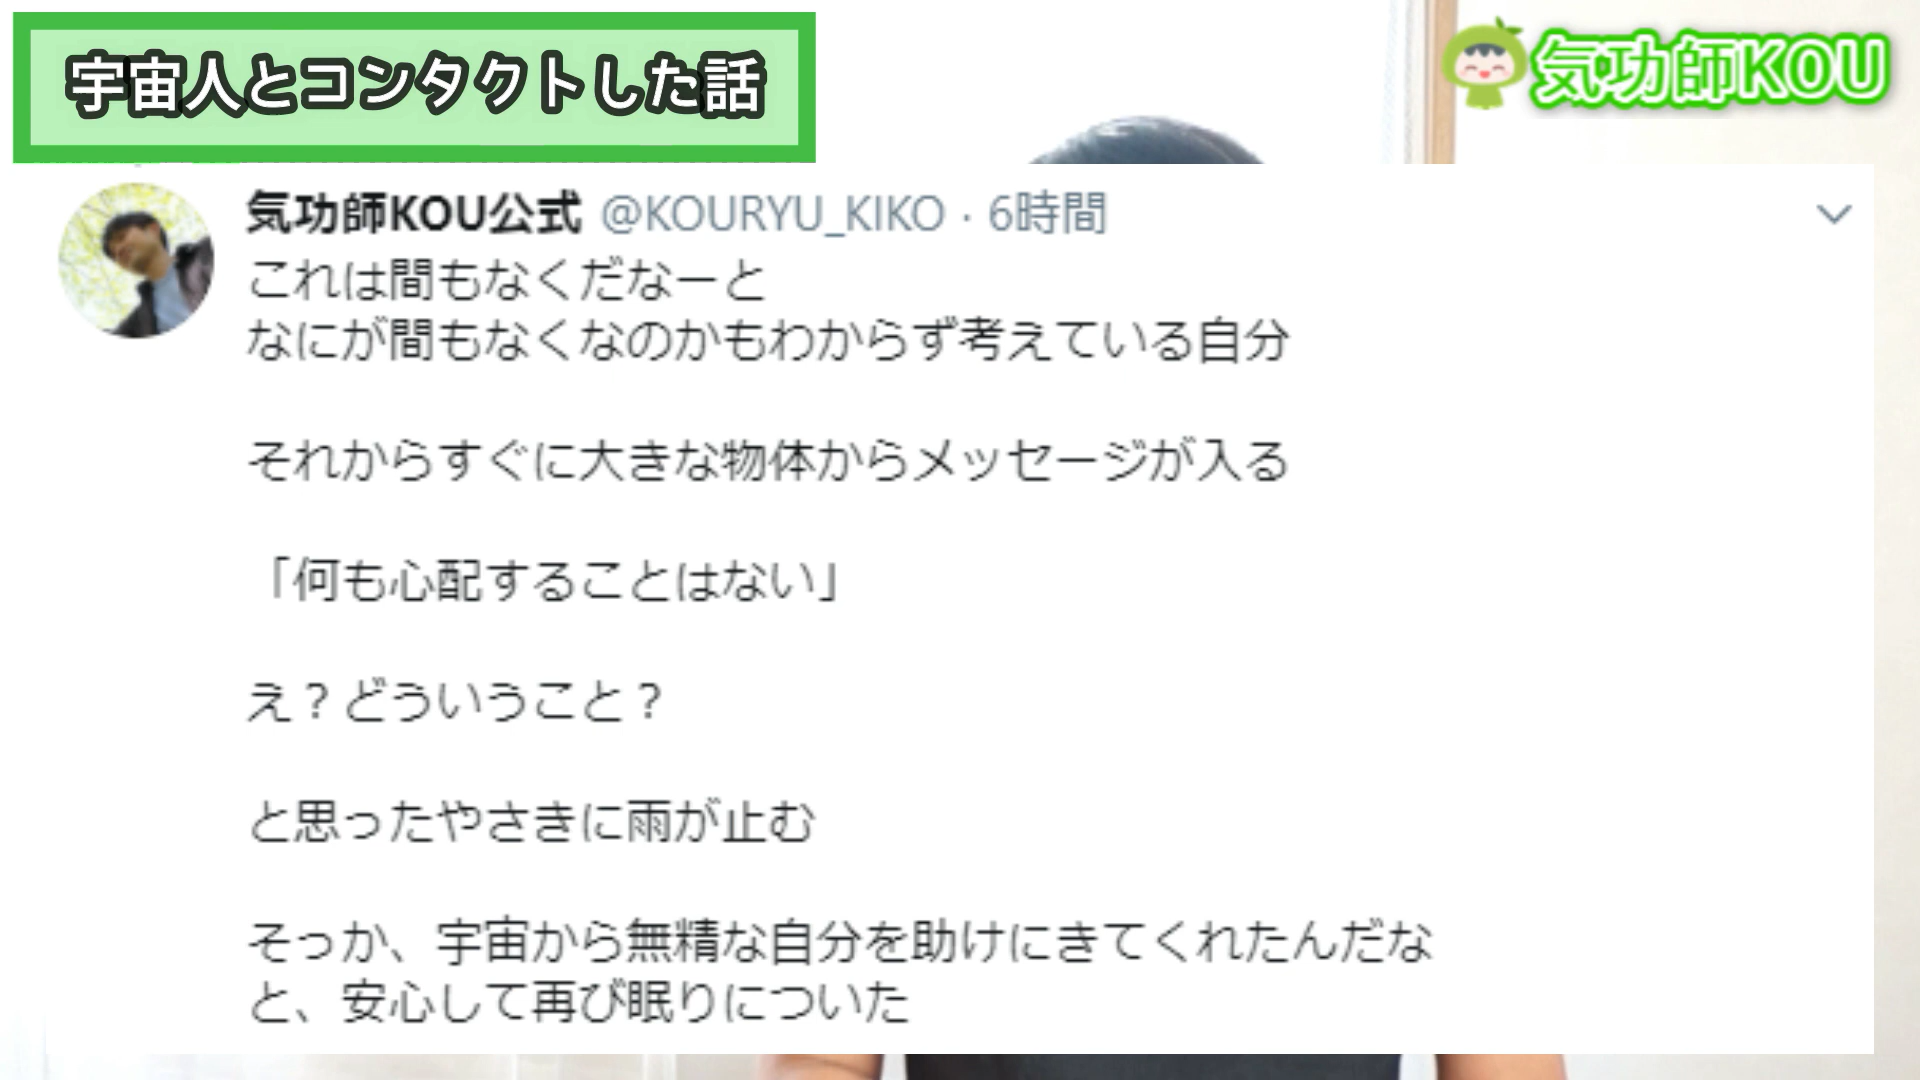 宇宙人とコンタクトした話
気功師KOU
気功師KOU公式 @KOURYU_KIKO · 6時間
これは間もなくだなーと
なにが間もなくなのかもわからず考えている自分
それからすぐに大きな物体からメッセージが入る
「何も心配することはない」
え？どういうこと？
と思ったやさきに雨が止む
そっか、宇宙から無精な自分を助けにきてくれたんだな
と、安心して再び眠りについた